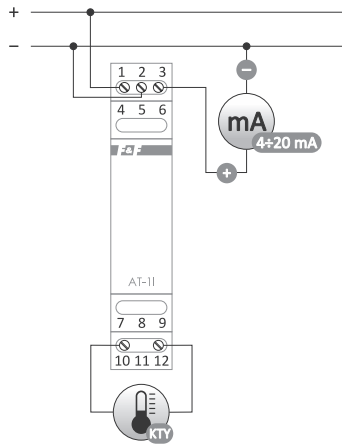 +
−
1 2 3
−
4 5 6
mA
4÷20 mA
F&F
+
AT-1I
7 8 9
10 11 12
KTY